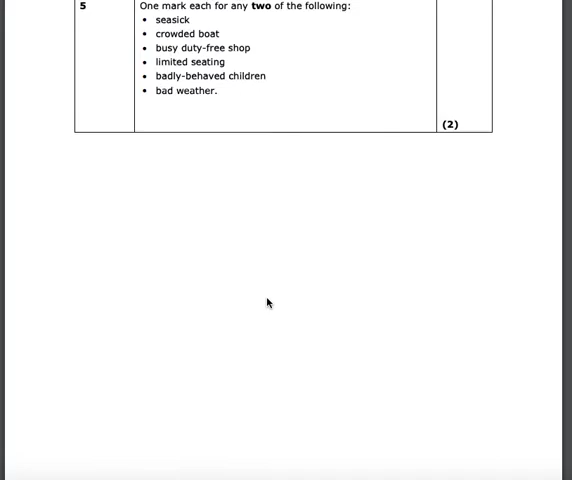 5 One mark each for any two of the following:
• seasick
• crowded boat
• busy duty-free shop
• limited seating
• badly-behaved children
• bad weather.
(2)